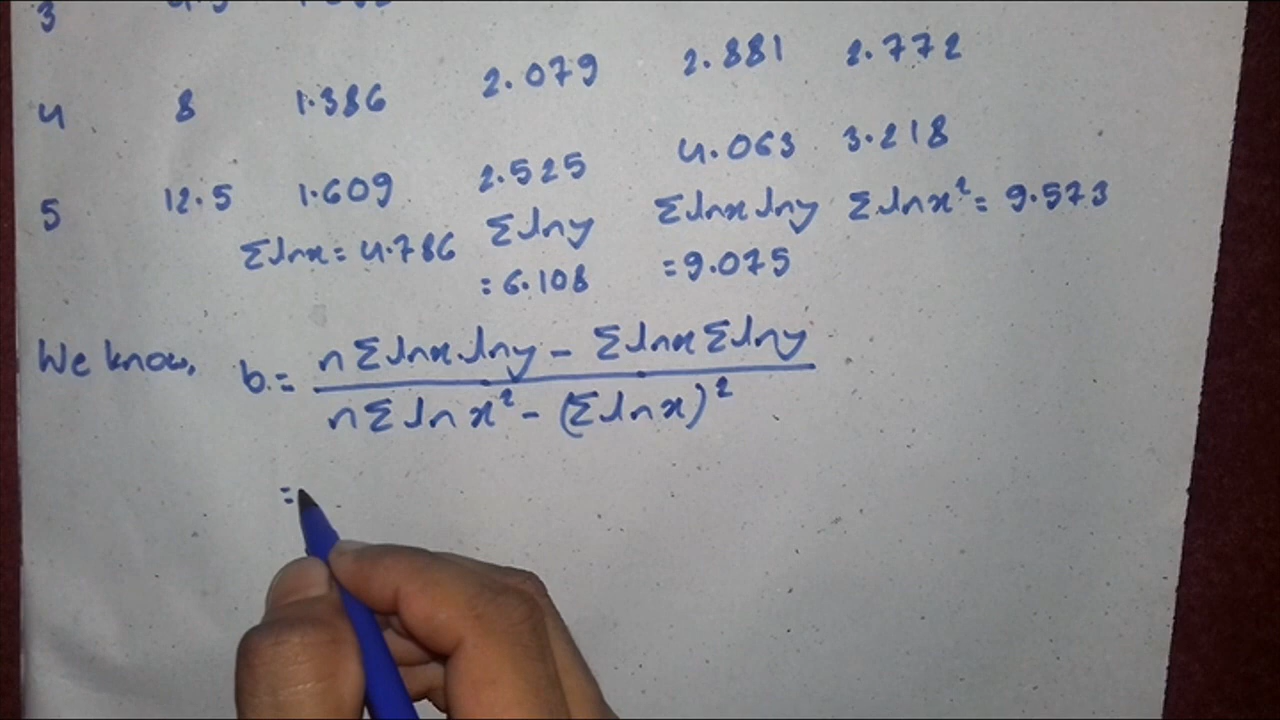 3
4 8 1.386 2.079 2.881 2.772
5 12.5 1.609 2.525 4.063 3.218
Σlnx = 4.786 Σlny = 6.108 Σlnx lny = 9.075 Σlnx² = 9.573
We know, b = nΣlnx lny - ΣlnxΣlny
nΣlnx² - (Σlnx)²
=